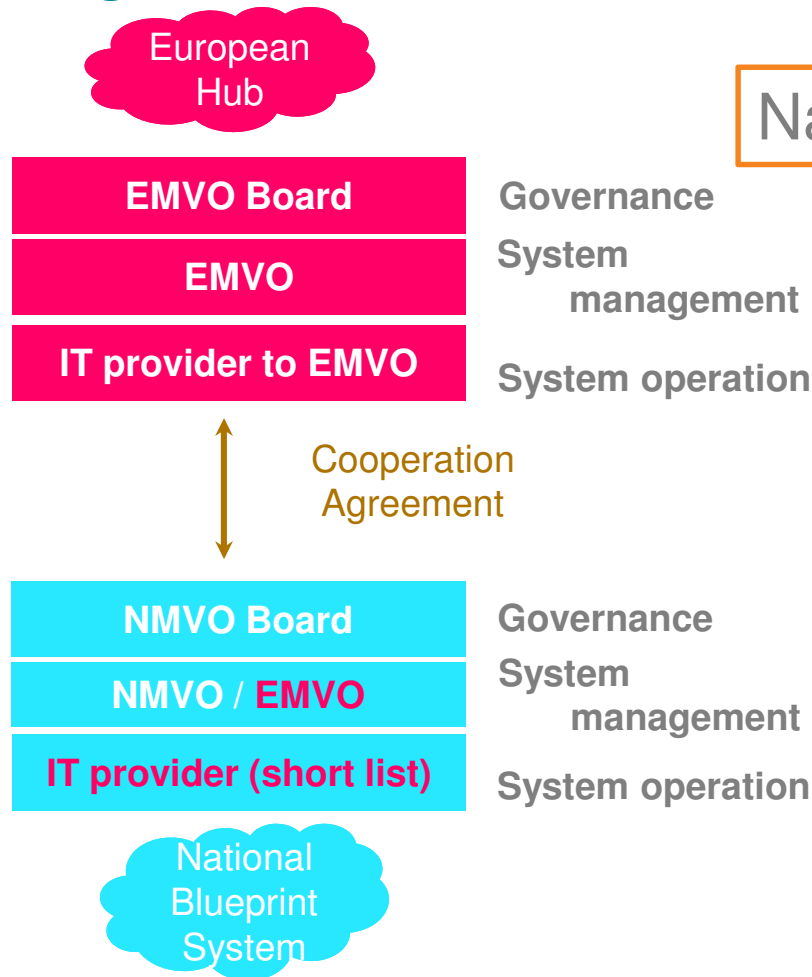 European
Hub
Na
EMVO Board
Governance
EMVO
System
management
IT provider to EMVO
System operation
Cooperation
Agreement
NMVO Board
Governance
NMVO / EMVO
System
management
IT provider (short list)
System operation
National
Blueprint
System